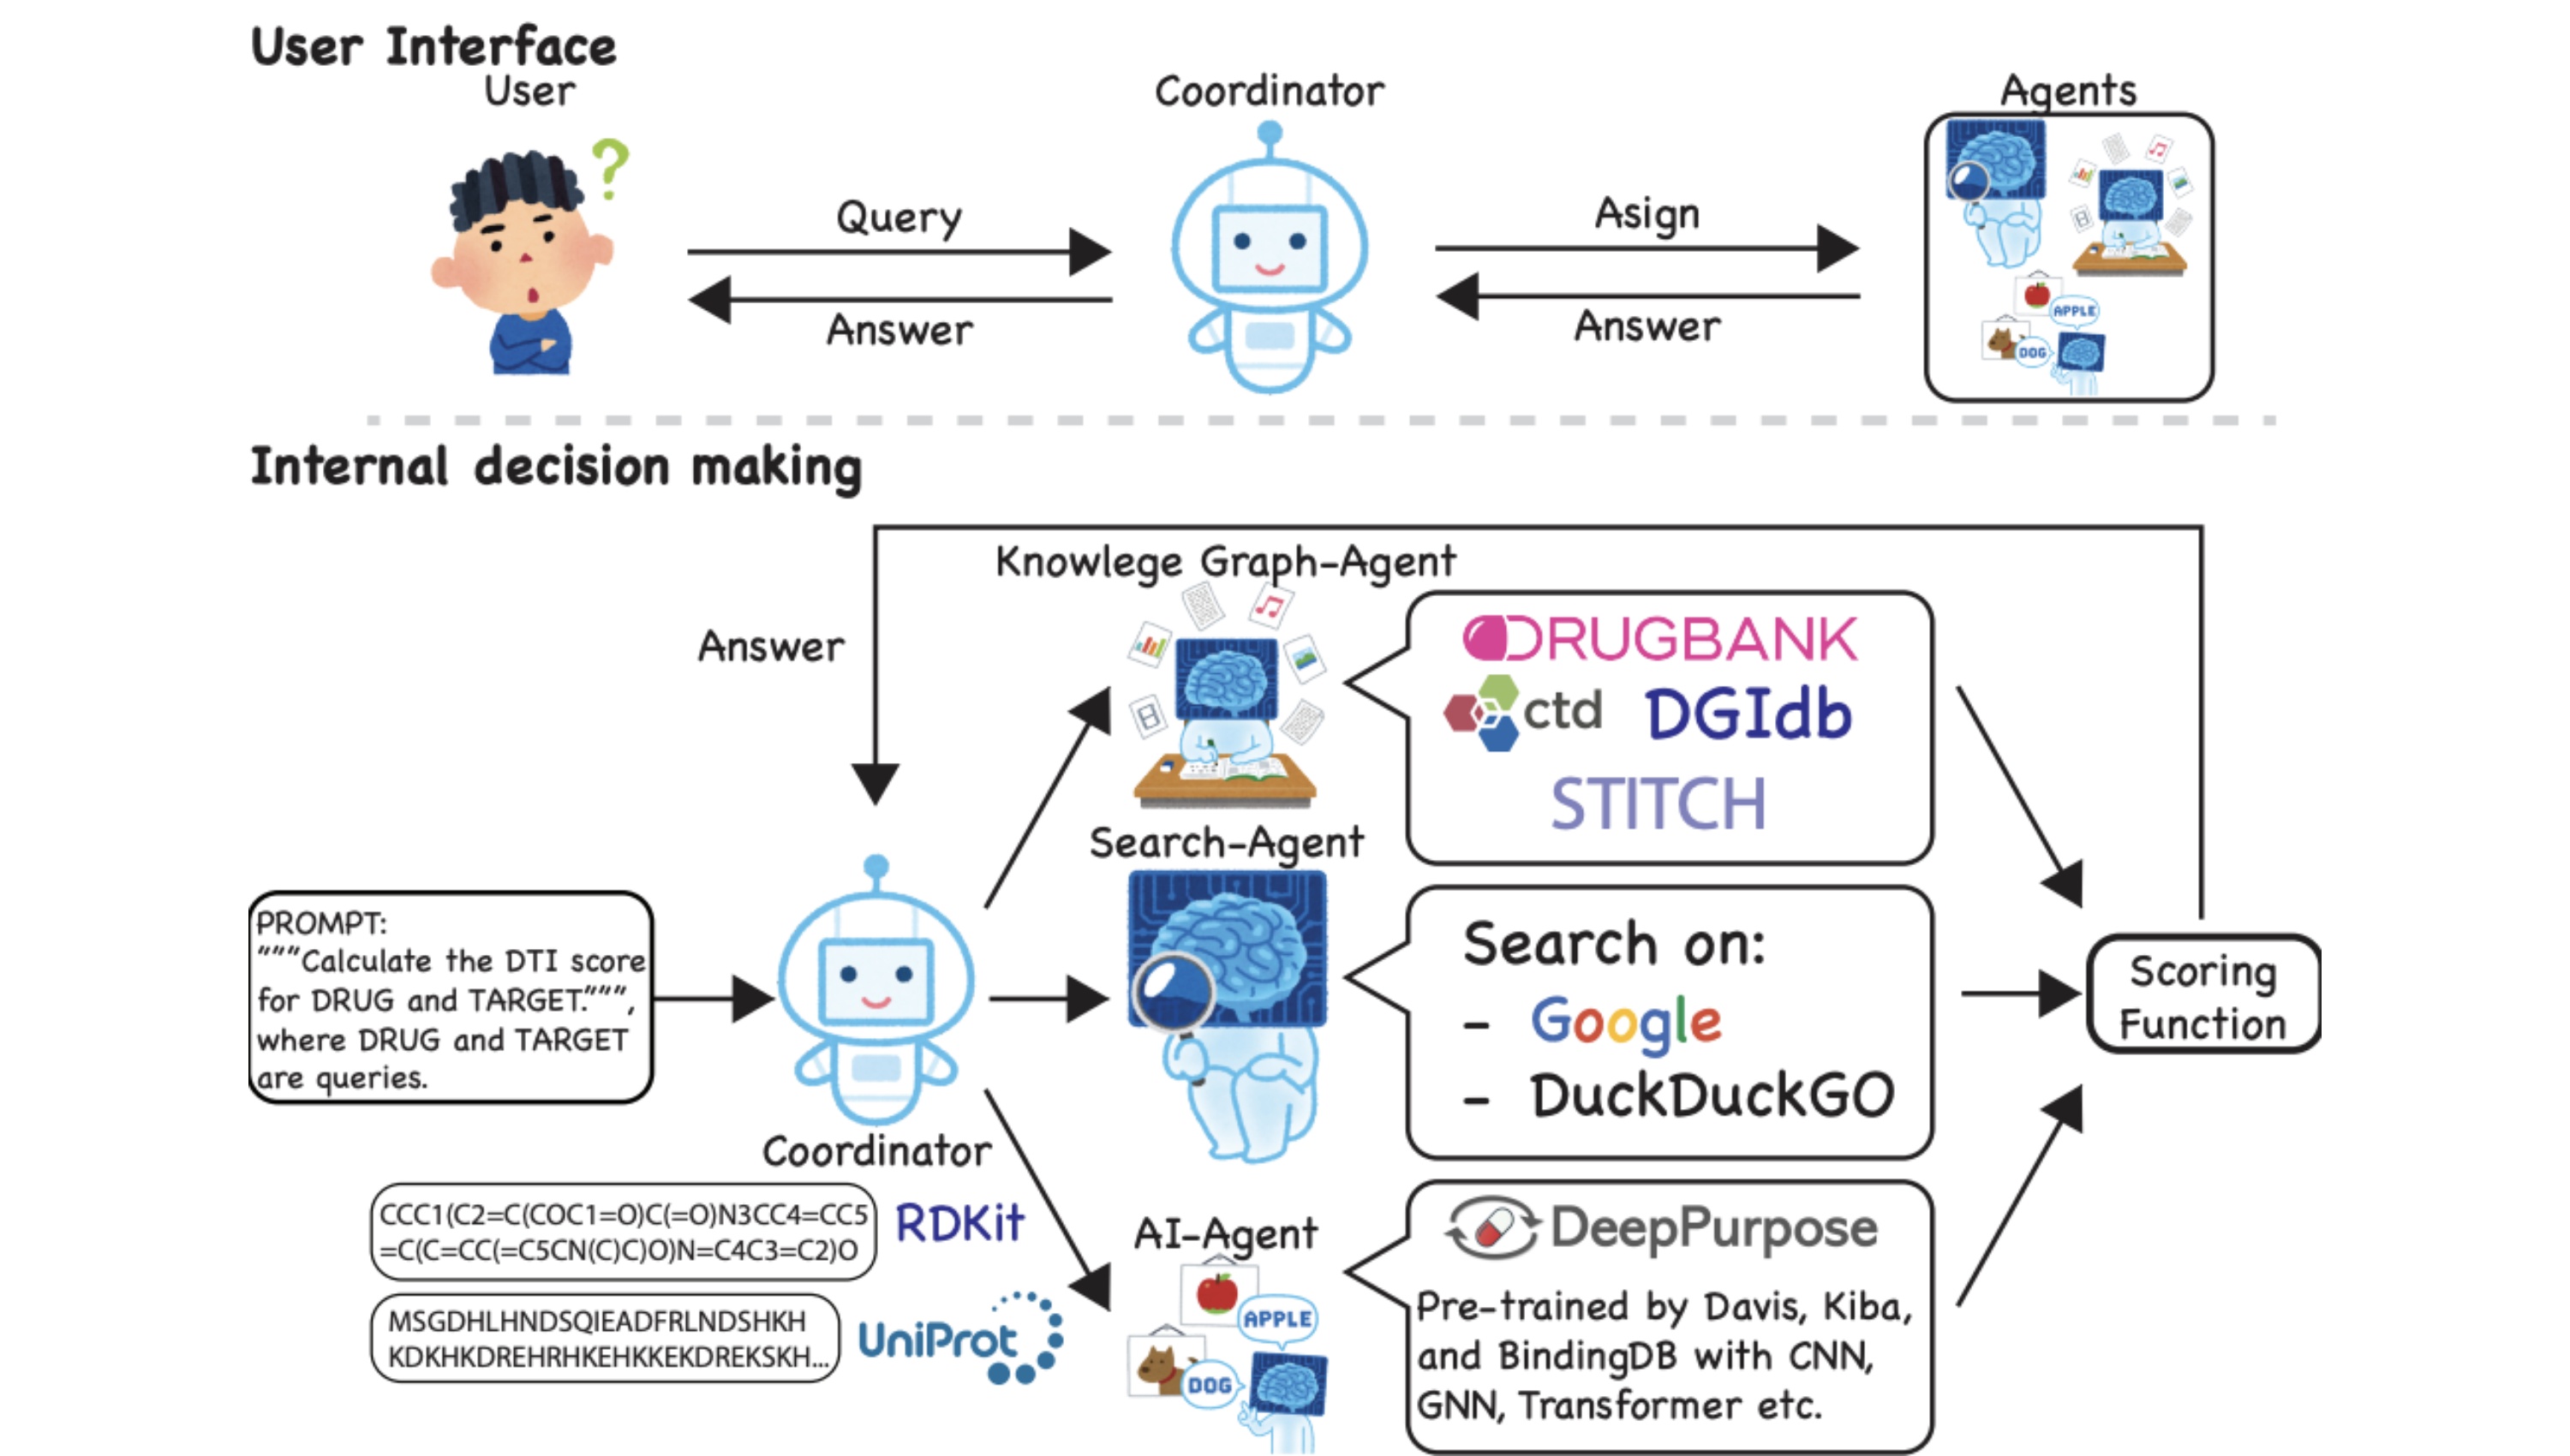 User Interface
User
Coordinator
Agents
Query
Answer
Asign
Answer
APPLE
DOG
Internal decision making
Answer
Knowlege Graph-Agent
DRUGBANK
ctd DGIdb
STITCH
Search-Agent
Search on:
- Google
- DuckDuckGO
PROMPT:
"""Calculate the DTI score
for DRUG and TARGET.""",
where DRUG and TARGET
are queries.
Coordinator
CCC1(C2=C(COC1=O)C(=O)N3CC4=CC5
=C(C=CC(=C5CN(C)C)O)N=C4C3=C2)O
RDKit
MSGDHLHNDSQIEADFRLNDSHKH
KDKHKDREHRHKEHKKEKDREKSKH...
UniProt
AI-Agent
APPLE
DOG
DeepPurpose
Pre-trained by Davis, Kiba,
and BindingDB with CNN,
GNN, Transformer etc.
Scoring
Function